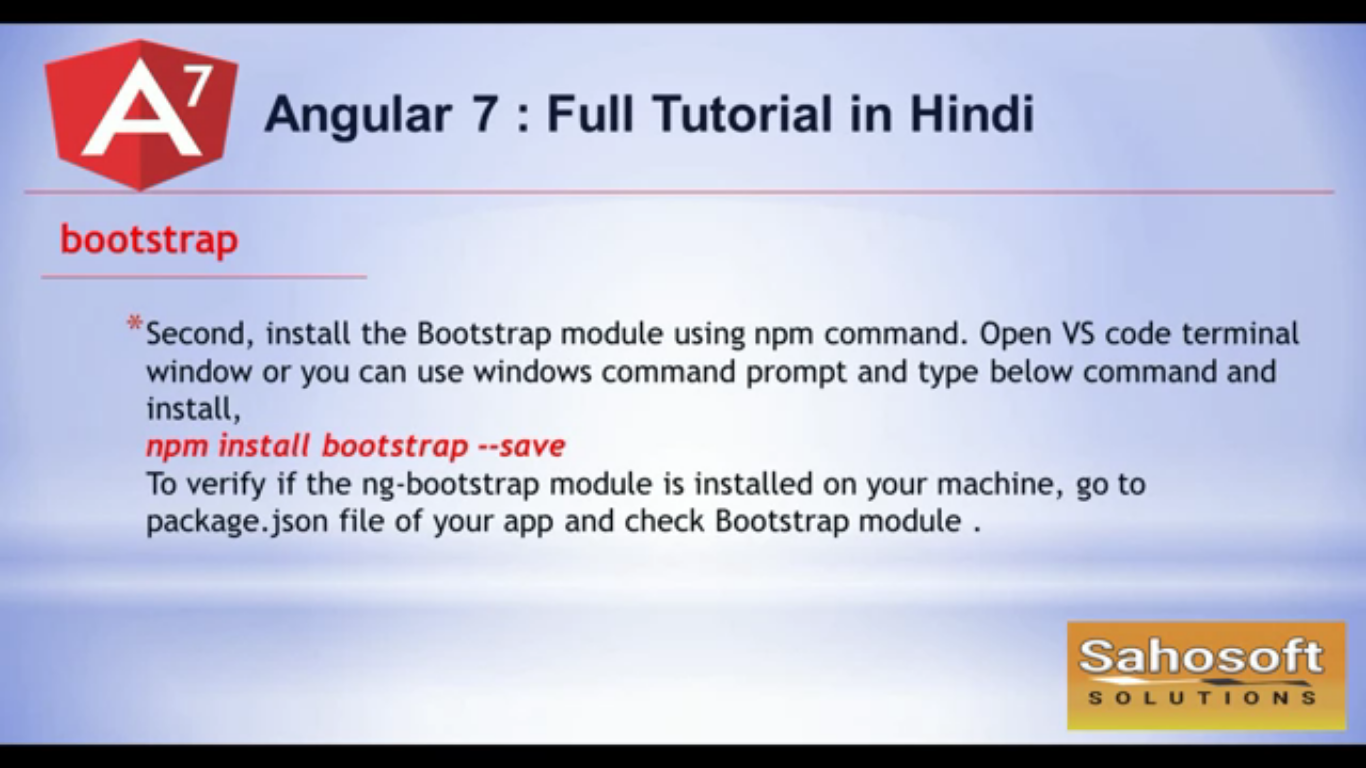 A7
Angular 7 : Full Tutorial in Hindi
bootstrap
*Second, install the Bootstrap module using npm command. Open VS code terminal
window or you can use windows command prompt and type below command and
install,
npm install bootstrap --save
To verify if the ng-bootstrap module is installed on your machine, go to
package.json file of your app and check Bootstrap module .
Sahosoft
SOLUTIONS